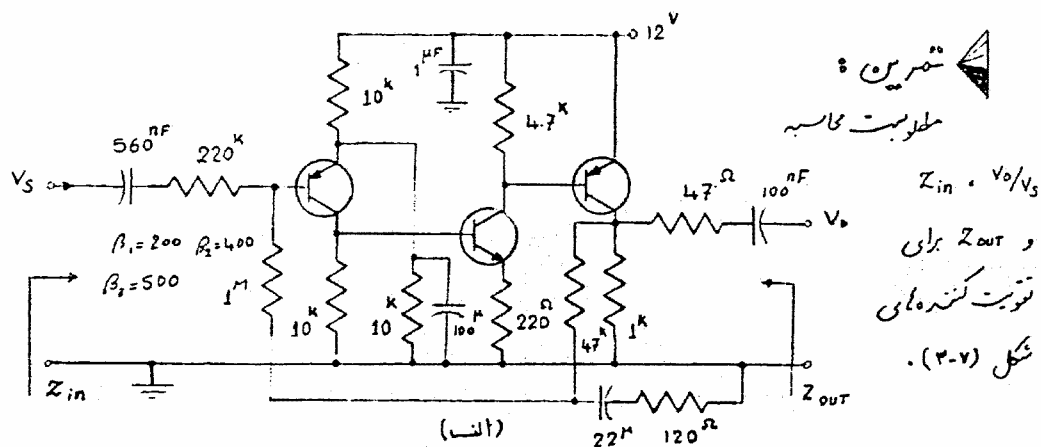 تمرین :
مطلوبست محاسبه
Zin ، Vo/Vs
و ZOUT برای
تقویت کننده‌های
شکل (۷-۳).
12V
1µF
10k
4.7k
560nF
220k
Vs
47Ω
100nF
Vo
β1=200 β2=400
β3=500
1M
10k
10k
100µ
220Ω
47k
1k
Zin
ZOUT
22µ
120Ω
(الف)